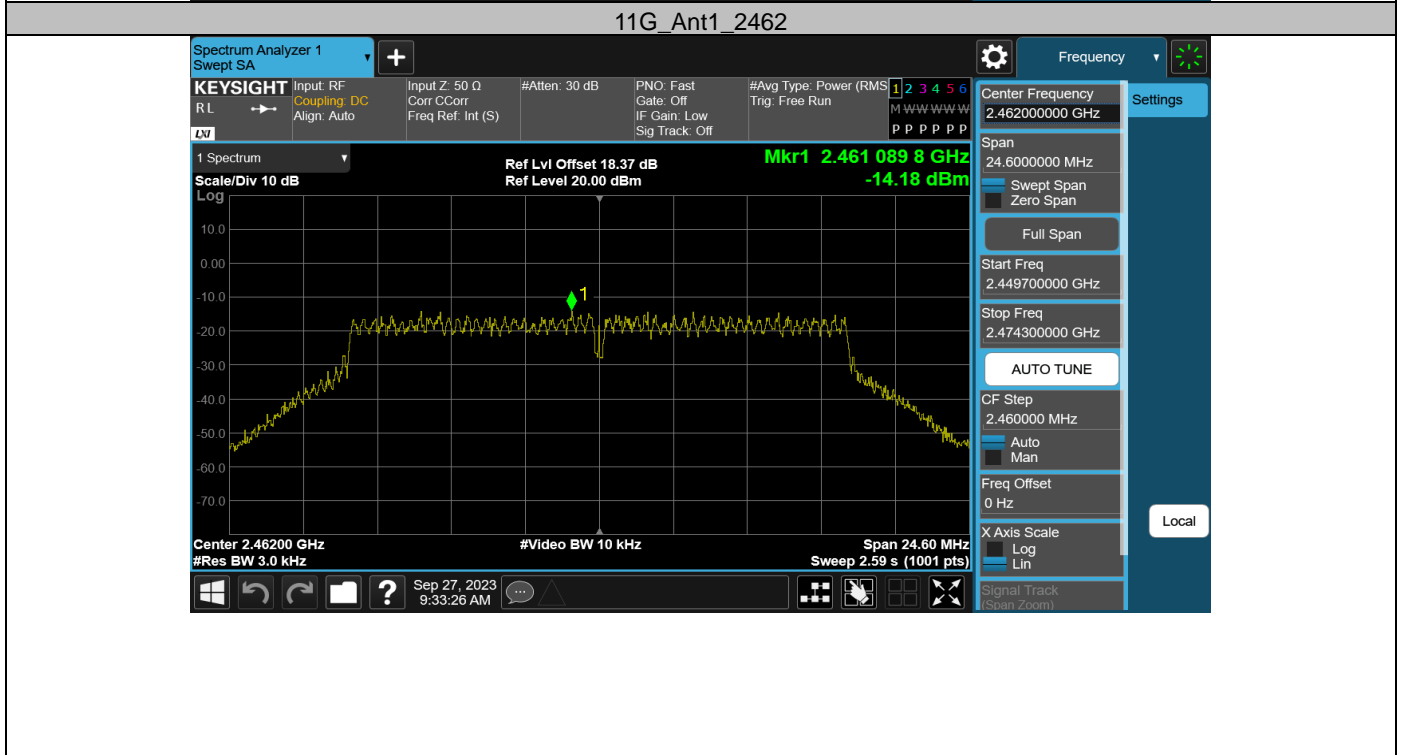 11G_Ant1_2462
Spectrum Analyzer 1
Swept SA
+
Frequency
KEYSIGHT
RL
LXI
Input: RF
Coupling: DC
Align: Auto
Input Z: 50 Ω
Corr CCorr
Freq Ref: Int (S)
#Atten: 30 dB
PNO: Fast
Gate: Off
IF Gain: Low
Sig Track: Off
#Avg Type: Power (RMS
Trig: Free Run
1 2 3 4 5 6
M W W W W W
P P P P P P
Center Frequency
2.462000000 GHz
Settings
1 Spectrum
Scale/Div 10 dB
Log
Ref Lvl Offset 18.37 dB
Ref Level 20.00 dBm
Mkr1 2.461 089 8 GHz
-14.18 dBm
10.0
0.00
-10.0
-20.0
-30.0
-40.0
-50.0
-60.0
-70.0
1
Center 2.46200 GHz
#Res BW 3.0 kHz
#Video BW 10 kHz
Span 24.60 MHz
Sweep 2.59 s (1001 pts)
Span
24.6000000 MHz
Swept Span
Zero Span
Full Span
Start Freq
2.449700000 GHz
Stop Freq
2.474300000 GHz
AUTO TUNE
CF Step
2.460000 MHz
Auto
Man
Freq Offset
0 Hz
X Axis Scale
Log
Lin
Signal Track
(Span Zoom)
Local
?
Sep 27, 2023
9:33:26 AM